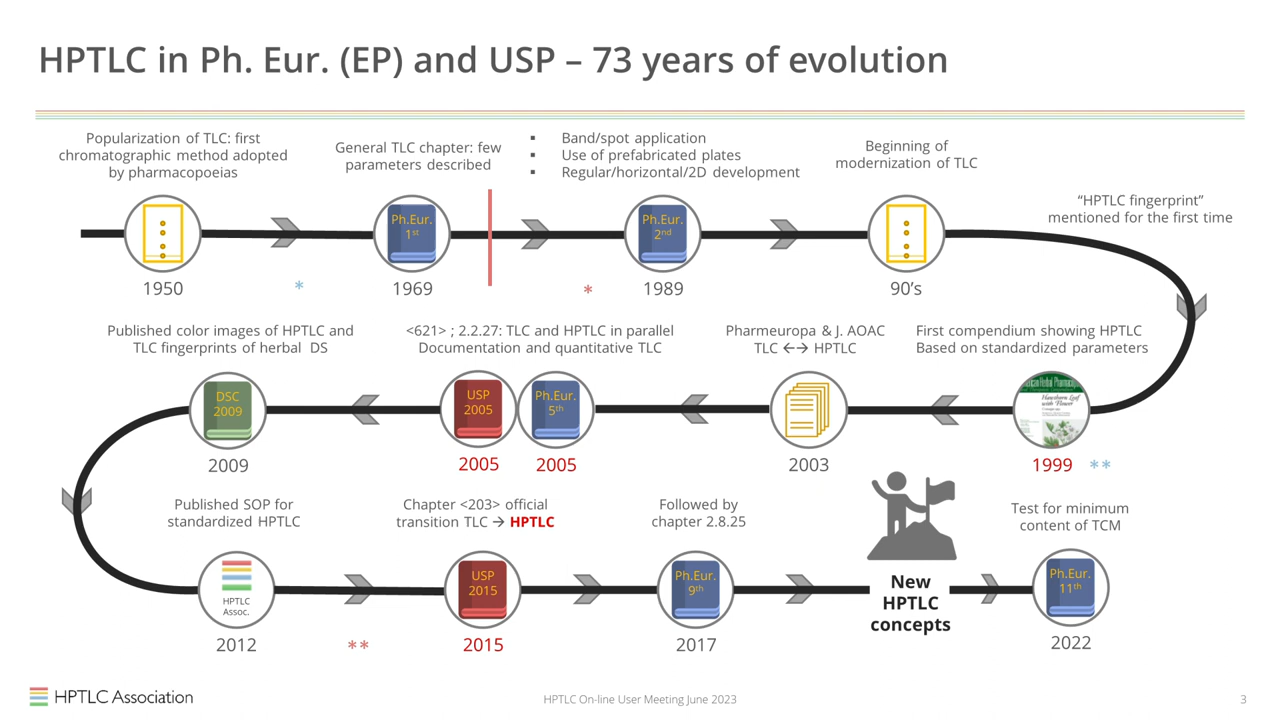 HPTLC in Ph. Eur. (EP) and USP – 73 years of evolution
Popularization of TLC: first
chromatographic method adopted
by pharmacopoeias
General TLC chapter: few
parameters described
▪ Band/spot application
▪ Use of prefabricated plates
▪ Regular/horizontal/2D development
Beginning of
modernization of TLC
“HPTLC fingerprint”
mentioned for the first time
Ph.Eur.
1st
Ph.Eur.
2nd
1950
*
1969
*
1989
90’s
Published color images of HPTLC and
TLC fingerprints of herbal DS
<621> ; 2.2.27: TLC and HPTLC in parallel
Documentation and quantitative TLC
Pharmeuropa & J. AOAC
TLC ←→ HPTLC
First compendium showing HPTLC
Based on standardized parameters
DSC
2009
USP
2005
Ph.Eur.
5th
Hawthorn Leaf
with Flower
2009
2005
2005
2003
1999 **
Published SOP for
standardized HPTLC
Chapter <203> official
transition TLC → HPTLC
Followed by
chapter 2.8.25
Test for minimum
content of TCM
HPTLC
Assoc.
USP
2015
Ph.Eur.
9th
New
HPTLC
concepts
Ph.Eur.
11th
2012
**
2015
2017
2022
HPTLC Association
HPTLC On-line User Meeting June 2023
3